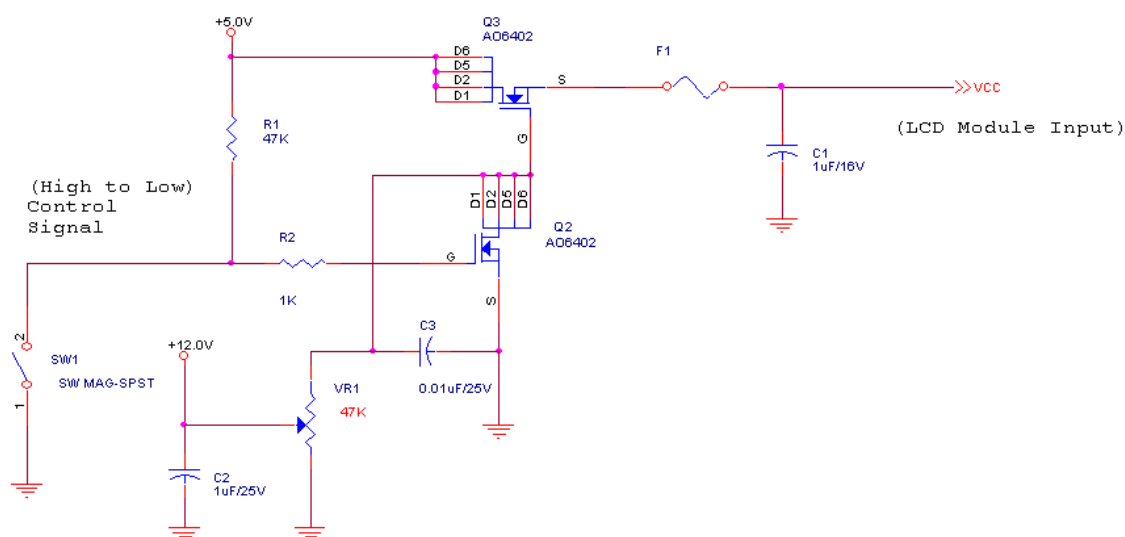 +5.0V
Q3
AO6402
D6
D5
D2
D1
S
G
F1
VCC
(LCD Module Input)
C1
1uF/16V
R1
47K
(High to Low)
Control
Signal
D1
D2
D5
D6
Q2
AO6402
R2
1K
G
S
2
SW1
SW MAG-SPST
1
+12.0V
C3
0.01uF/25V
VR1
47K
C2
1uF/25V